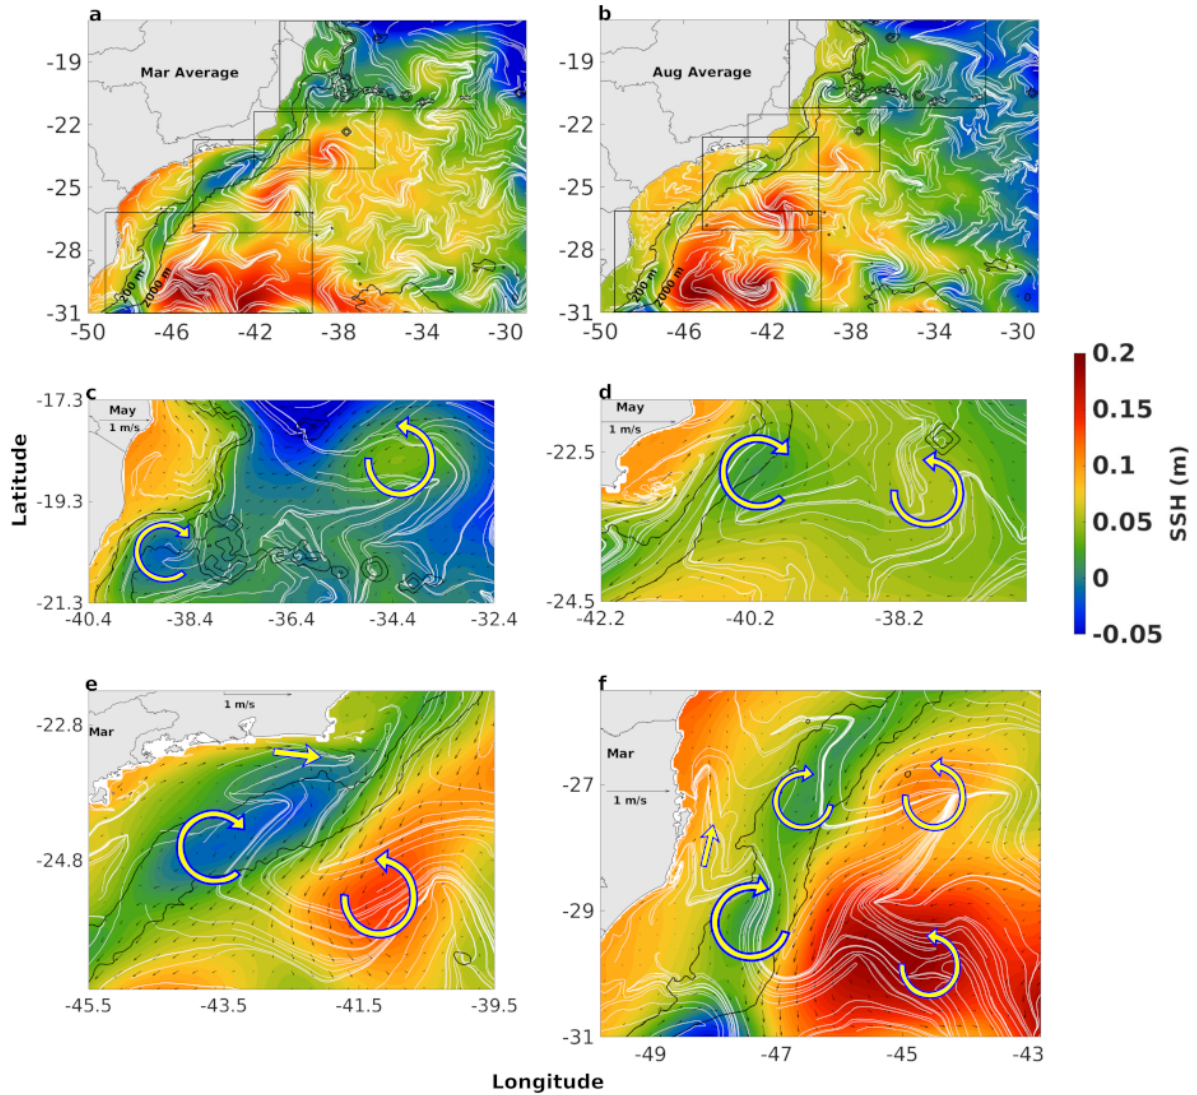 a
Mar Average
-19
-22
-25
-28
-31
200 m
2000 m
-50
-46
-42
-38
-34
-30
b
Aug Average
-19
-22
-25
-28
-31
200 m
2000 m
-50
-46
-42
-38
-34
-30
c
May
1 m/s
-17.3
-19.3
-21.3
-40.4
-38.4
-36.4
-34.4
-32.4
d
May
1 m/s
-22.5
-24.5
-42.2
-40.2
-38.2
0.2
0.15
0.1
0.05
0
-0.05
SSH (m)
Latitude
e
1 m/s
Mar
-22.8
-24.8
-45.5
-43.5
-41.5
-39.5
f
Mar
1 m/s
-27
-29
-31
-49
-47
-45
-43
Longitude